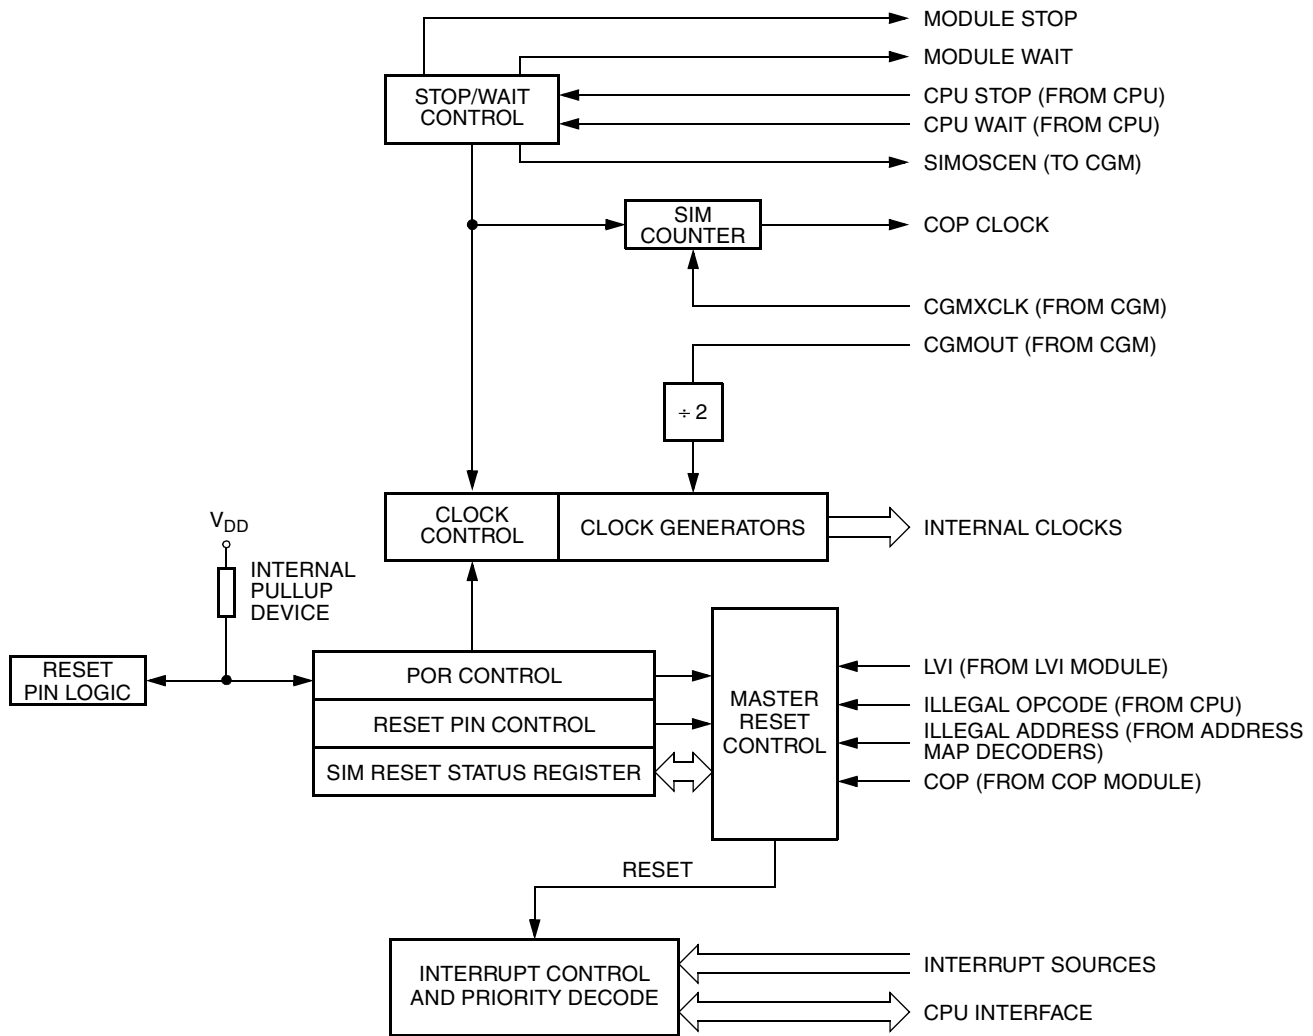 MODULE STOP
MODULE WAIT
STOP/WAIT
CONTROL
CPU STOP (FROM CPU)
CPU WAIT (FROM CPU)
SIMOSCEN (TO CGM)
SIM
COUNTER
COP CLOCK
CGMXCLK (FROM CGM)
CGMOUT (FROM CGM)
÷ 2
CLOCK
CONTROL
CLOCK GENERATORS
INTERNAL CLOCKS
VDD
INTERNAL
PULLUP
DEVICE
RESET
PIN LOGIC
POR CONTROL
RESET PIN CONTROL
SIM RESET STATUS REGISTER
MASTER
RESET
CONTROL
LVI (FROM LVI MODULE)
ILLEGAL OPCODE (FROM CPU)
ILLEGAL ADDRESS (FROM ADDRESS
MAP DECODERS)
COP (FROM COP MODULE)
RESET
INTERRUPT CONTROL
AND PRIORITY DECODE
INTERRUPT SOURCES
CPU INTERFACE